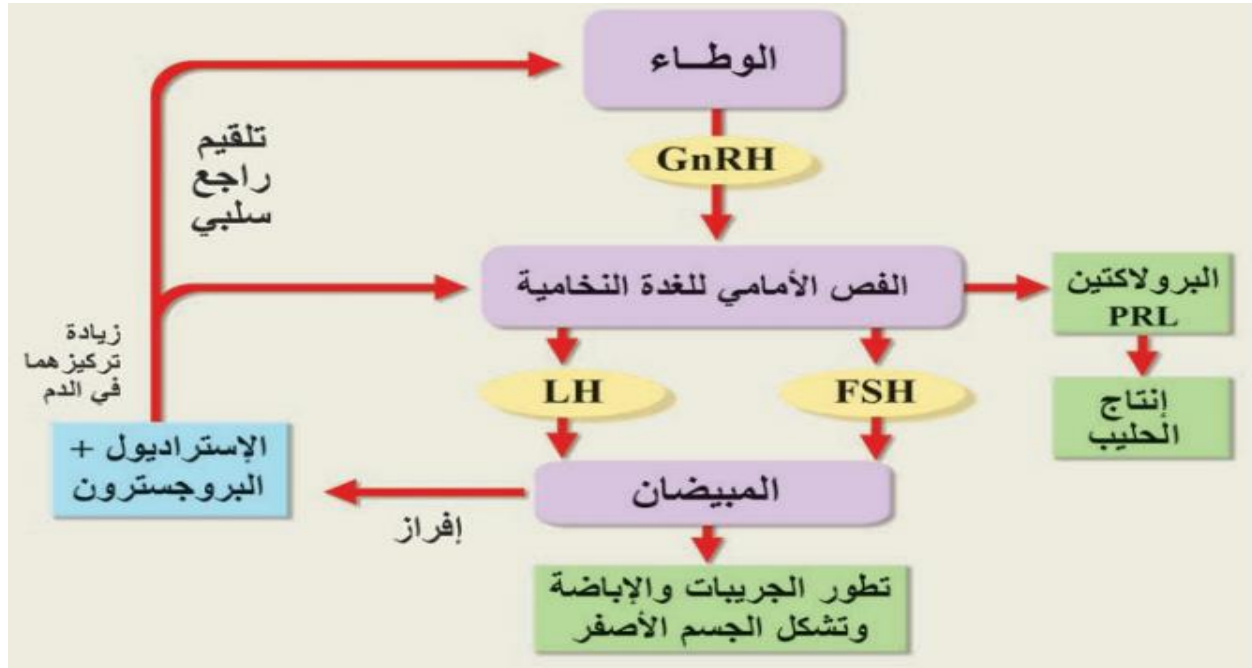 الوطــاء
GnRH
تلقيم
راجع
سلبي
الفص الأمامي للغدة النخامية
البرولاكتين
PRL
زيادة
تركيزهما
في الدم
LH
FSH
إنتاج
الحليب
الإستراديول +
البروجسترون
المبيضان
إفراز
تطور الجريبات والإباضة
وتشكل الجسم الأصفر